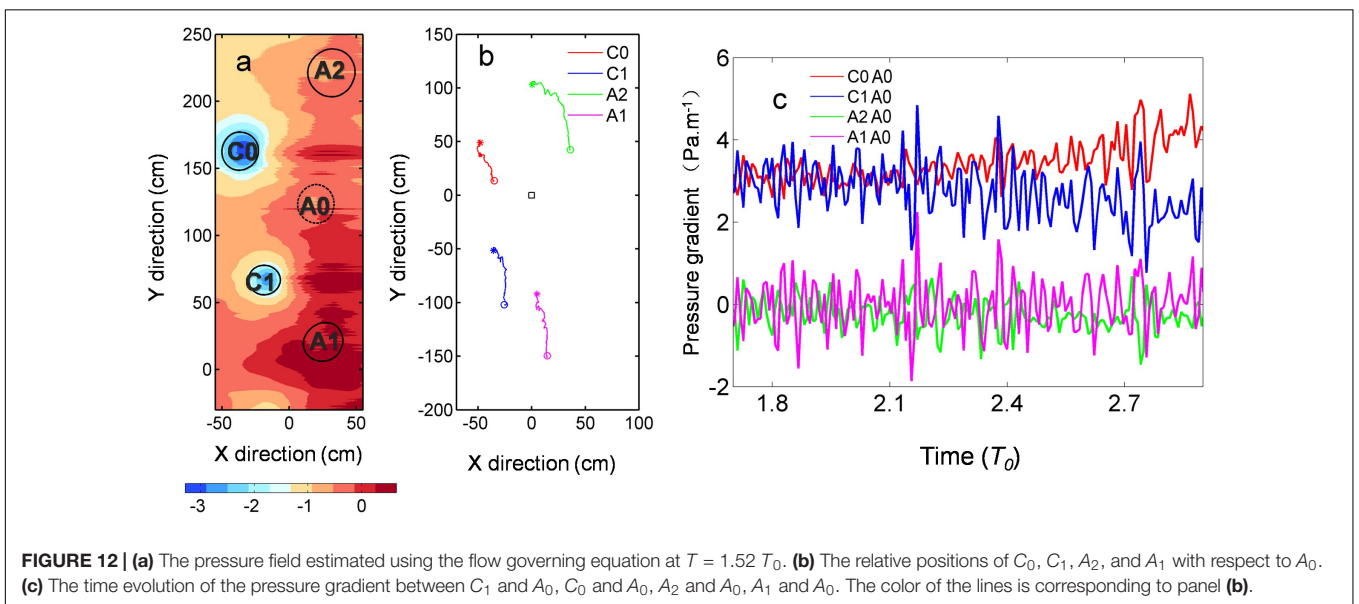 a
250
200
150
100
50
0
-50
0
50
Y direction (cm)
X direction (cm)
A2
C0
A0
C1
A1
-3
-2
-1
0
b
150
100
50
0
-50
-100
-150
-200
-50
0
50
100
Y direction (cm)
X direction (cm)
C0
C1
A2
A1
c
6
4
2
0
-2
1.8
2.1
2.4
2.7
Pressure gradient (Pa.m-1)
Time (T0)
C0 A0
C1 A0
A2 A0
A1 A0
FIGURE 12 | (a) The pressure field estimated using the flow governing equation at T = 1.52 T0. (b) The relative positions of C0, C1, A2, and A1 with respect to A0.
(c) The time evolution of the pressure gradient between C1 and A0, C0 and A0, A2 and A0, A1 and A0. The color of the lines is corresponding to panel (b).